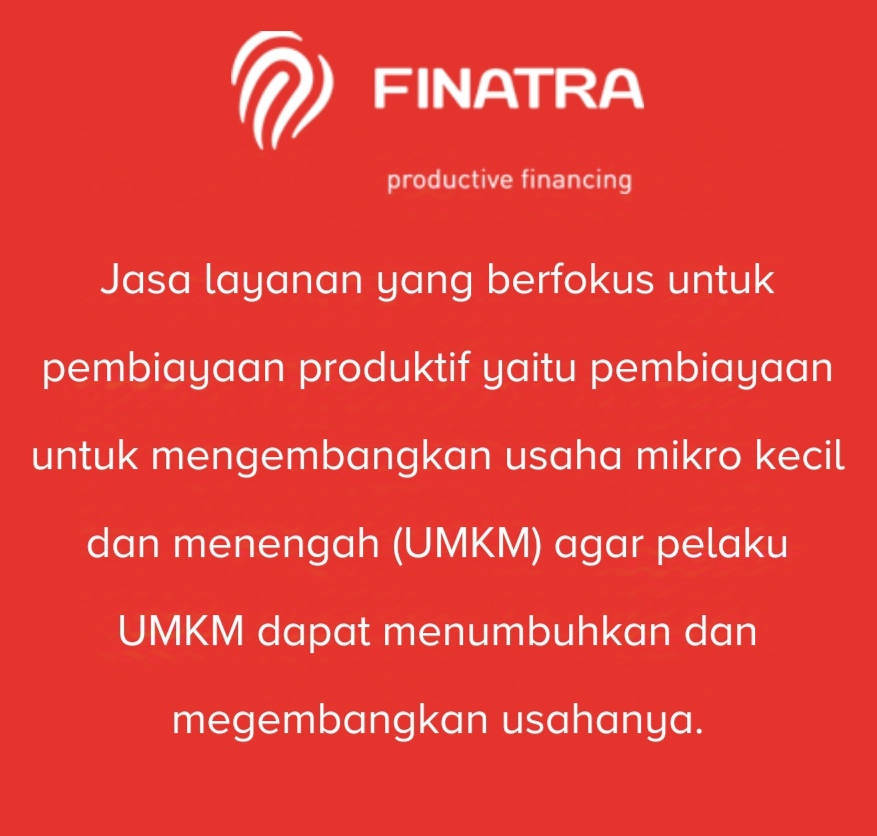 FINATRA
productive financing
Jasa layanan yang berfokus untuk
pembiayaan produktif yaitu pembiayaan
untuk mengembangkan usaha mikro kecil
dan menengah (UMKM) agar pelaku
UMKM dapat menumbuhkan dan
megembangkan usahanya.